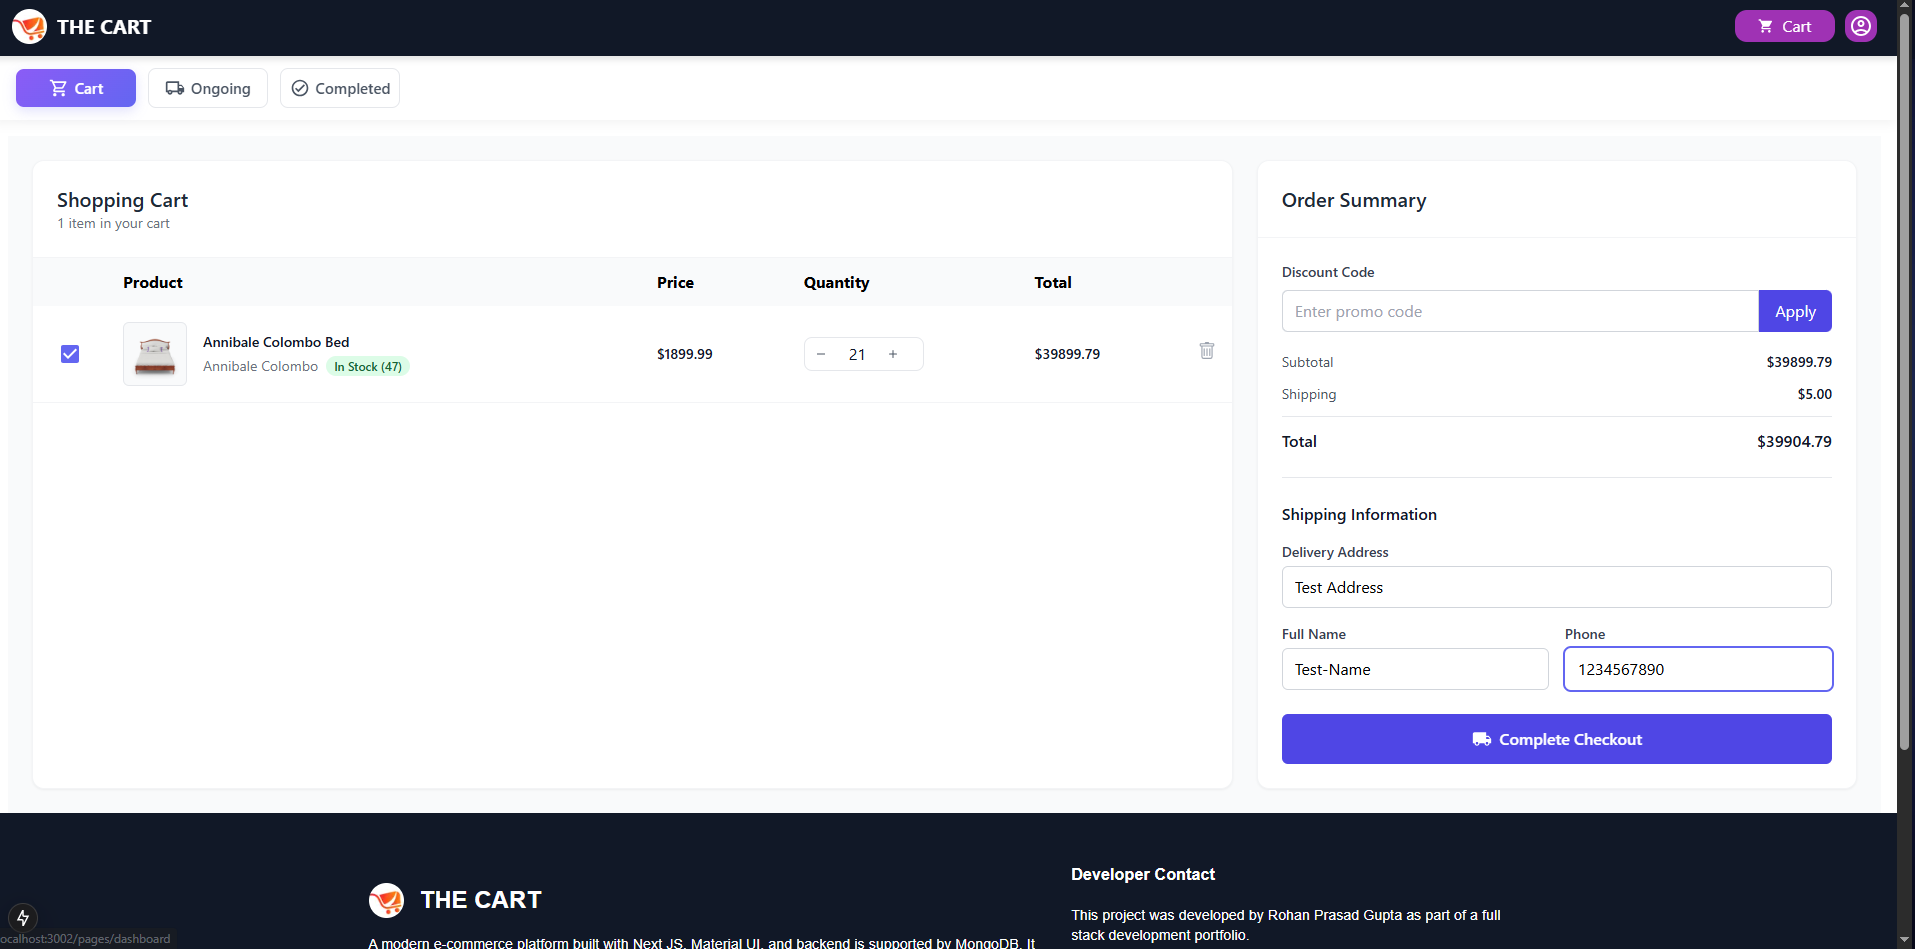 THE CART
Cart
Cart
Ongoing
Completed
Shopping Cart
1 item in your cart
Product
Price
Quantity
Total
Annibale Colombo Bed
Annibale Colombo
In Stock (47)
$1899.99
− 21 +
$39899.79
Order Summary
Discount Code
Enter promo code
Apply
Subtotal
$39899.79
Shipping
$5.00
Total
$39904.79
Shipping Information
Delivery Address
Test Address
Full Name
Phone
Test-Name
1234567890
Complete Checkout
THE CART
A modern e-commerce platform built with Next JS, Material UI, and backend is supported by MongoDB. It
Developer Contact
This project was developed by Rohan Prasad Gupta as part of a full
stack development portfolio.
ocalhost:3002/pages/dashboard